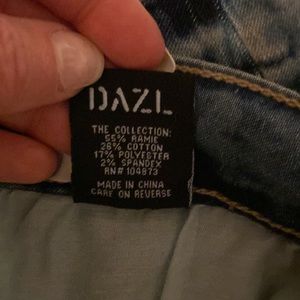 DAZL
THE COLLECTION:
55% RAMIE
26% COTTON
17% POLYESTER
2% SPANDEX
RN# 104873
MADE IN CHINA
CARE ON REVERSE